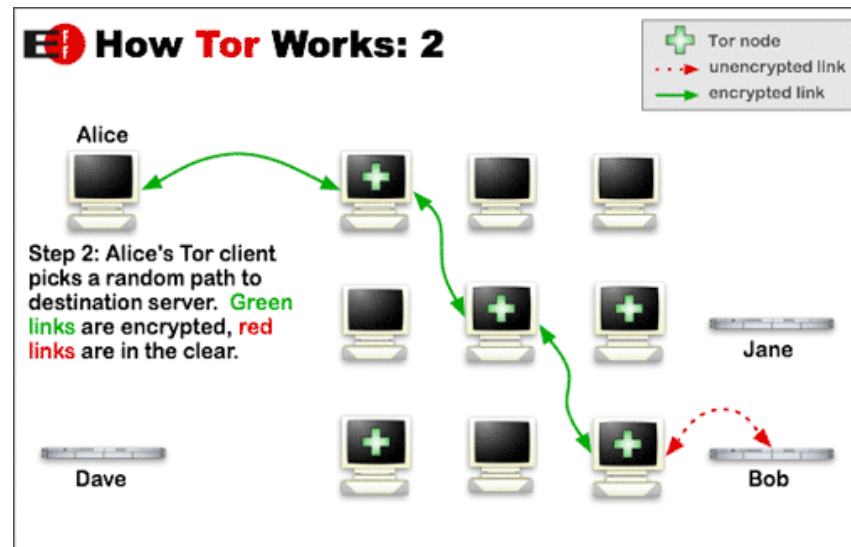 EFF How Tor Works: 2
Tor node
unencrypted link
encrypted link
Alice
Step 2: Alice's Tor client
picks a random path to
destination server. Green
links are encrypted, red
links are in the clear.
Jane
Dave
Bob